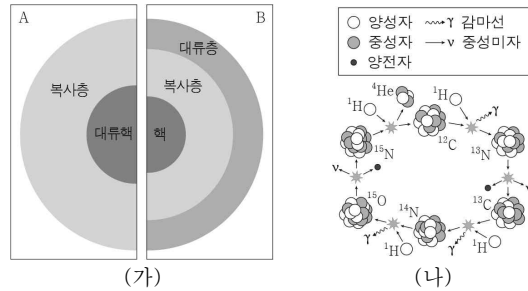 A
B
대류층
복사층
복사층
대류핵
핵
(가)
양성자
γ 감마선
중성자
ν 중성미자
양전자
⁴He
¹H
¹H
γ
¹⁵N
¹²C
¹³N
ν
ν
¹⁵O
¹⁴N
¹³C
γ
¹H
γ
¹H
(나)